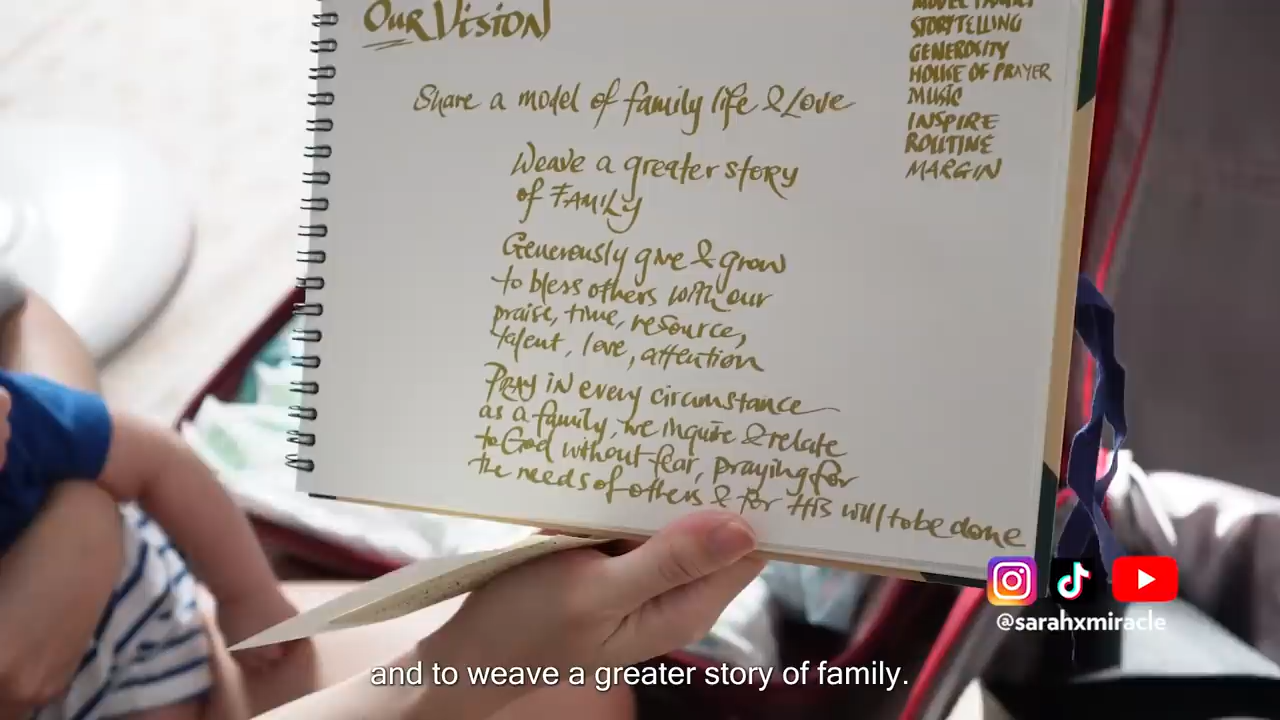 Our Vision
Share a model of family life & Love
Weave a greater story
of FAMILY
Generously give & grow
to bless others with our
praise, time, resource,
talent, love, attention
PRAY IN every circumstance
as a family, we inquire & relate
to God without fear, praying for
the needs of others & for HIS will to be done
MODEL FAMILY
STORYTELLING
GENEROSITY
HOUSE OF PRAYER
MUSIC
INSPIRE
ROUTINE
MARGIN
@sarahxmiracle
and to weave a greater story of family.